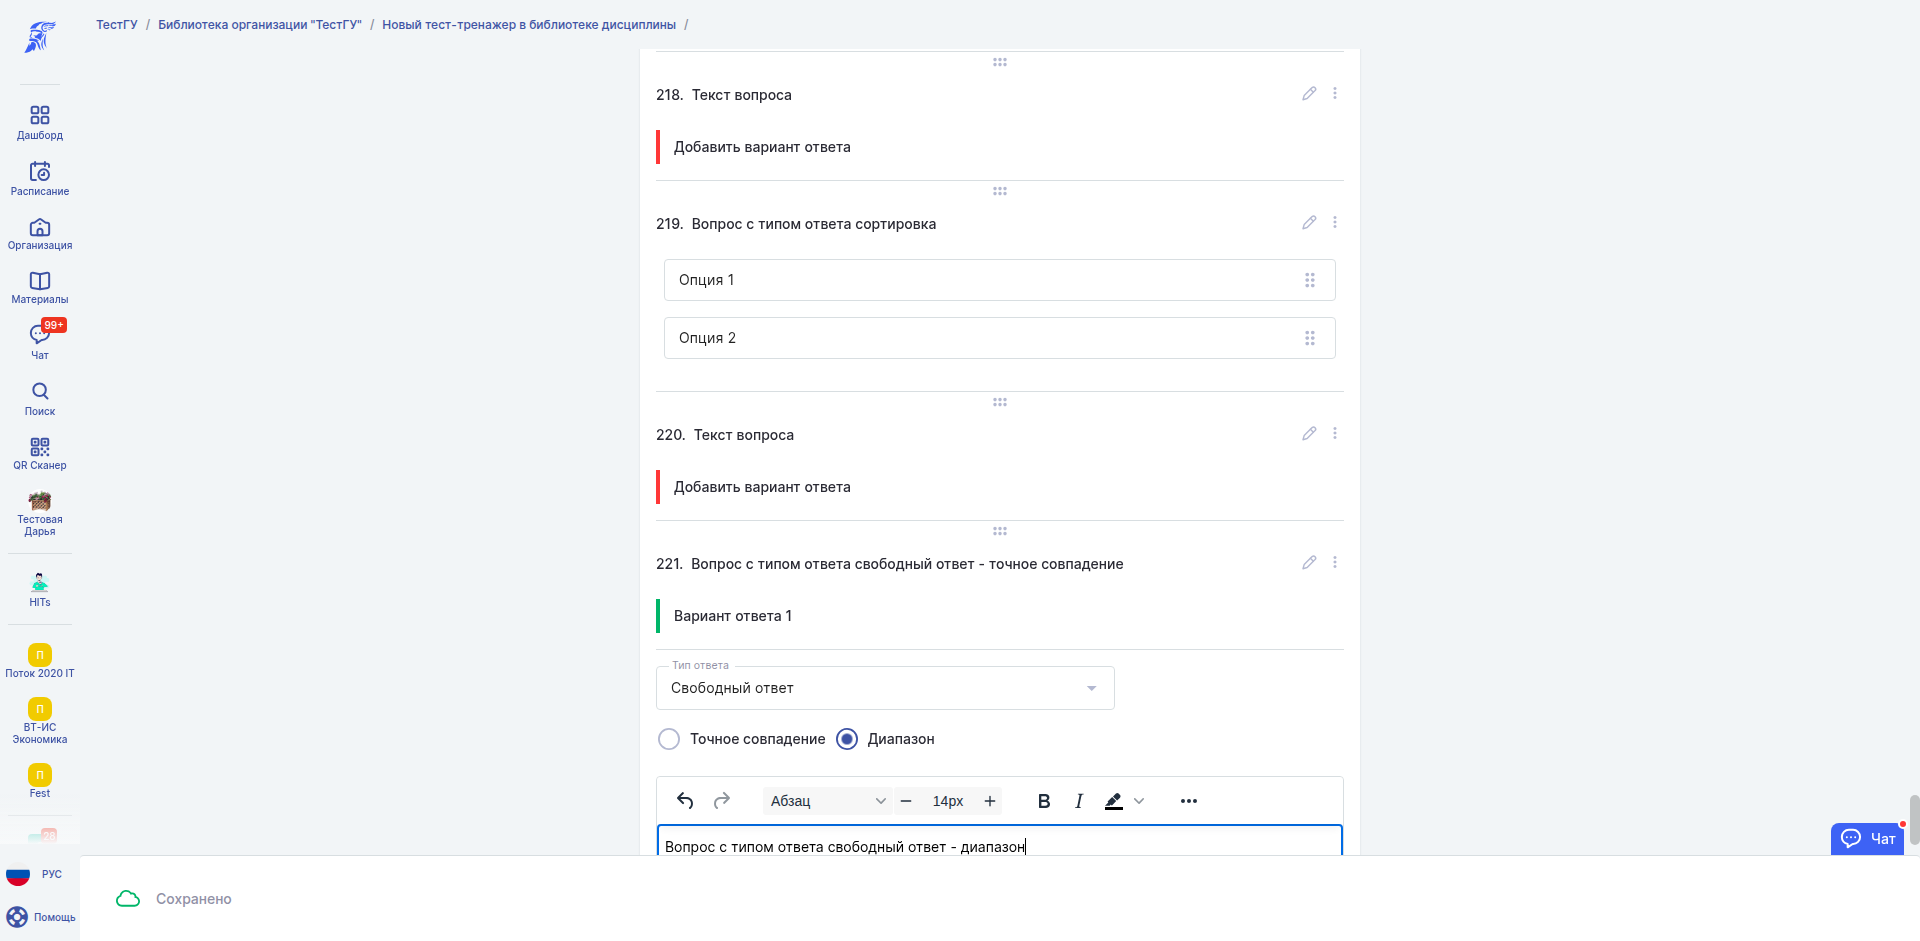 ТестГУ / Библиотека организации "ТестГУ" / Новый тест-тренажер в библиотеке дисциплины /
Дашборд
Расписание
Организация
Материалы
99+
Чат
Поиск
QR Сканер
Тестовая
Дарья
HITs
П
Поток 2020 IT
П
ВТ-ИС
Экономика
П
Fest
28
РУС
Помощь
218. Текст вопроса
Добавить вариант ответа
219. Вопрос с типом ответа сортировка
Опция 1
Опция 2
220. Текст вопроса
Добавить вариант ответа
221. Вопрос с типом ответа свободный ответ - точное совпадение
Вариант ответа 1
Тип ответа
Свободный ответ
Точное совпадение Диапазон
Абзац − 14px + B I
Вопрос с типом ответа свободный ответ - диапазон
Чат
Сохранено